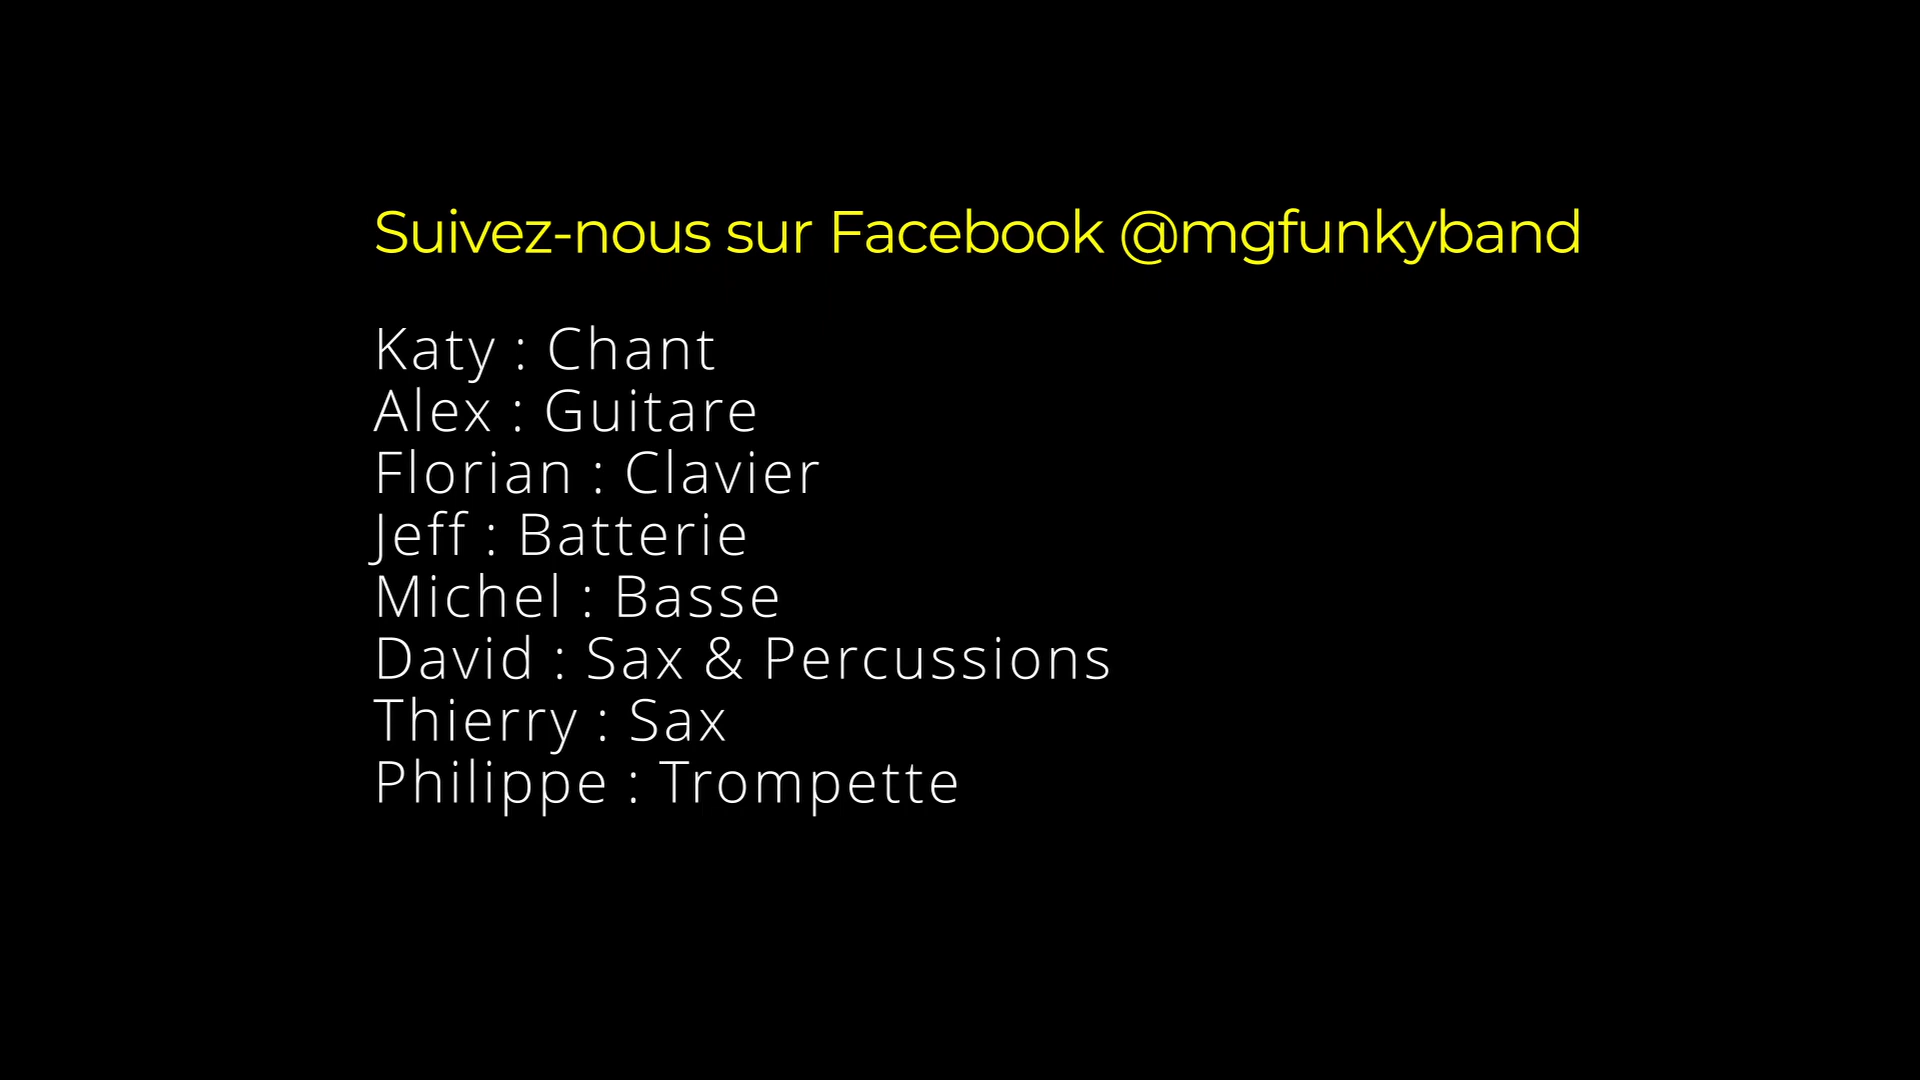 Suivez-nous sur Facebook @mgfunkyband
Katy : Chant
Alex : Guitare
Florian : Clavier
Jeff : Batterie
Michel : Basse
David : Sax & Percussions
Thierry : Sax
Philippe : Trompette